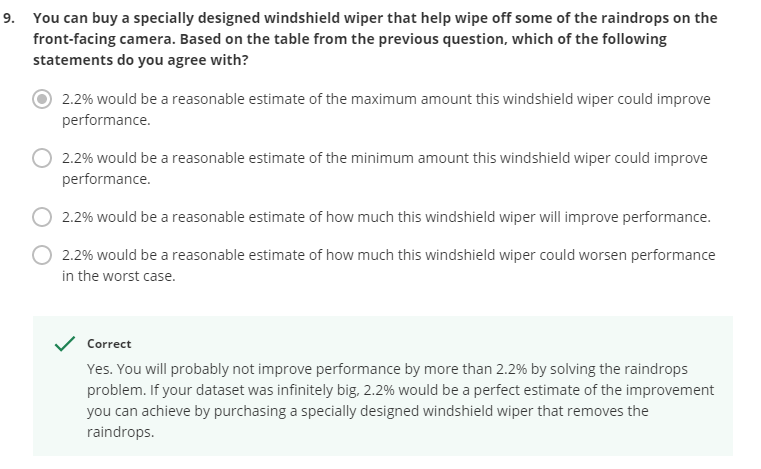 9. You can buy a specially designed windshield wiper that help wipe off some of the raindrops on the
front-facing camera. Based on the table from the previous question, which of the following
statements do you agree with?
2.2% would be a reasonable estimate of the maximum amount this windshield wiper could improve
performance.
2.2% would be a reasonable estimate of the minimum amount this windshield wiper could improve
performance.
2.2% would be a reasonable estimate of how much this windshield wiper will improve performance.
2.2% would be a reasonable estimate of how much this windshield wiper could worsen performance
in the worst case.
Correct
Yes. You will probably not improve performance by more than 2.2% by solving the raindrops
problem. If your dataset was infinitely big, 2.2% would be a perfect estimate of the improvement
you can achieve by purchasing a specially designed windshield wiper that removes the
raindrops.